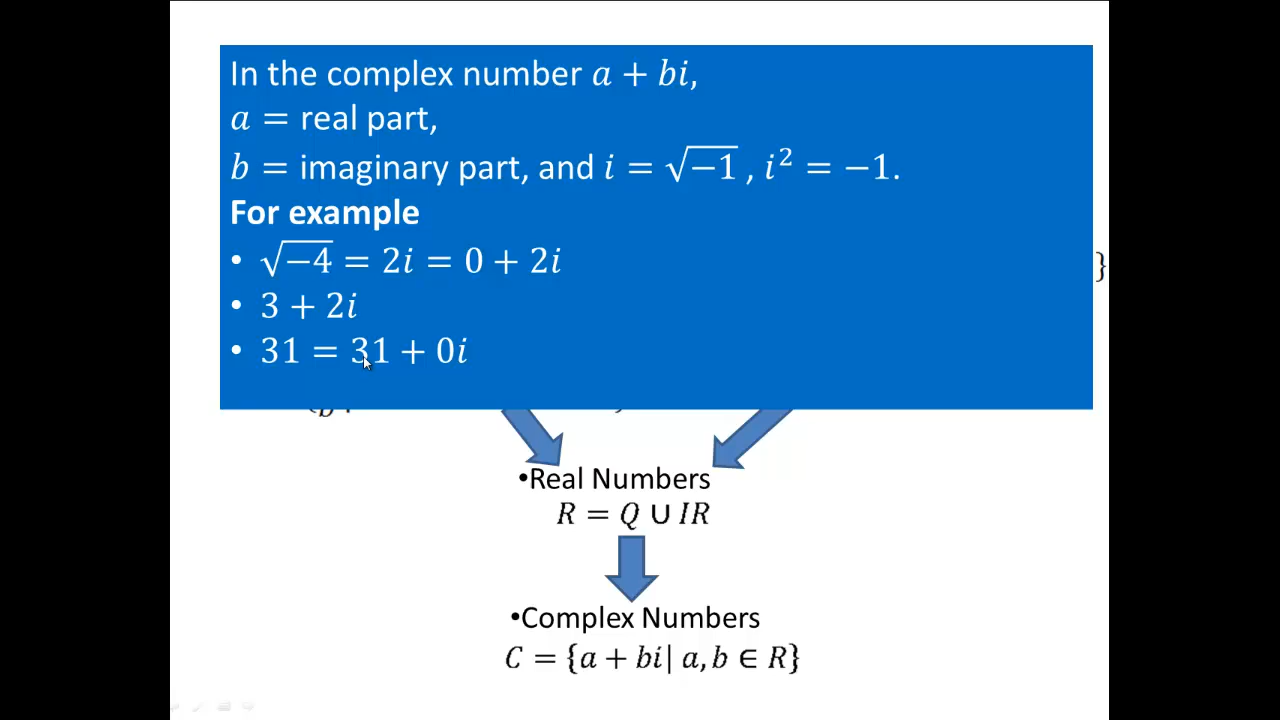 In the complex number a + bi,
a = real part,
b = imaginary part, and i = √−1 , i² = −1.
For example
• √−4 = 2i = 0 + 2i
• 3 + 2i
• 31 = 31 + 0i
}
•Real Numbers
R = Q ∪ IR
•Complex Numbers
C = {a + bi| a, b ∈ R}